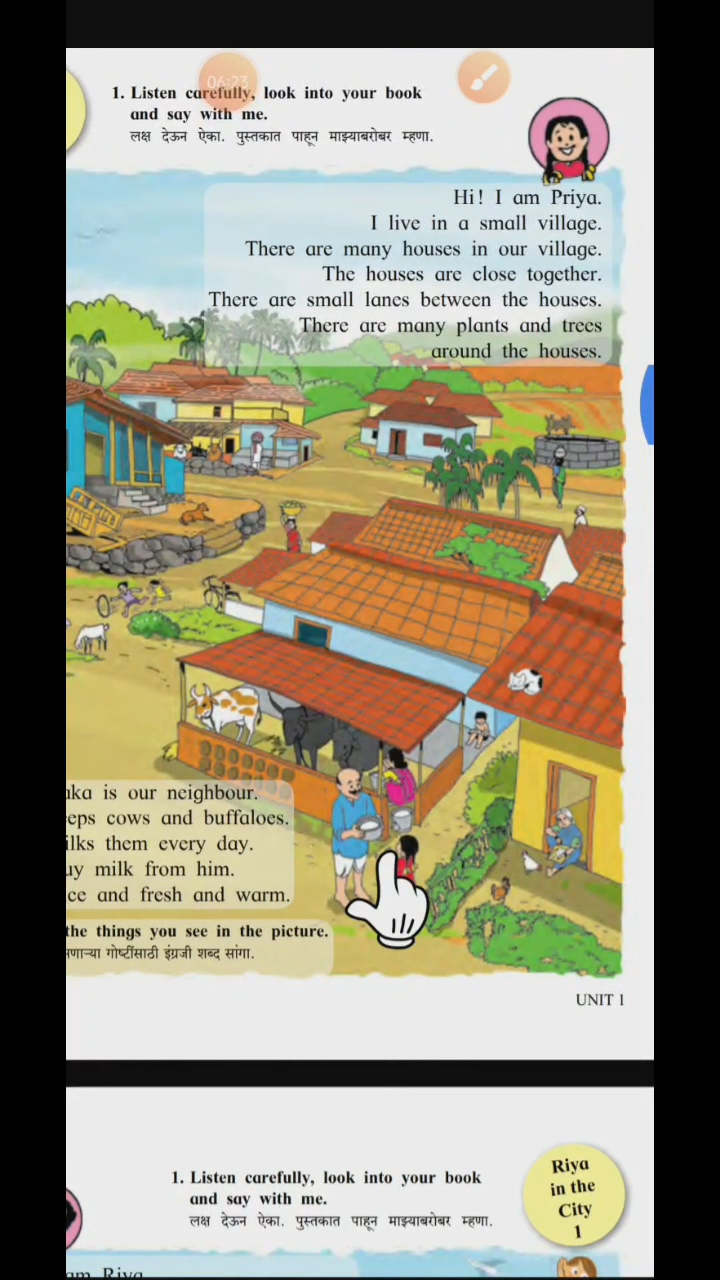 06:23
1. Listen carefully, look into your book
and say with me.
लक्ष देऊन ऐका. पुस्तकात पाहून माझ्याबरोबर म्हणा.
Hi! I am Priya.
I live in a small village.
There are many houses in our village.
The houses are close together.
There are small lanes between the houses.
There are many plants and trees
around the houses.
is our neighbour.
cows and buffaloes.
them every day.
milk from him.
and fresh and warm.
the things you see in the picture.
गोष्टींसाठी इंग्रजी शब्द सांगा.
UNIT 1
1. Listen carefully, look into your book
and say with me.
लक्ष देऊन ऐका. पुस्तकात पाहून माझ्याबरोबर म्हणा.
Riya
in the
City
1
Riya